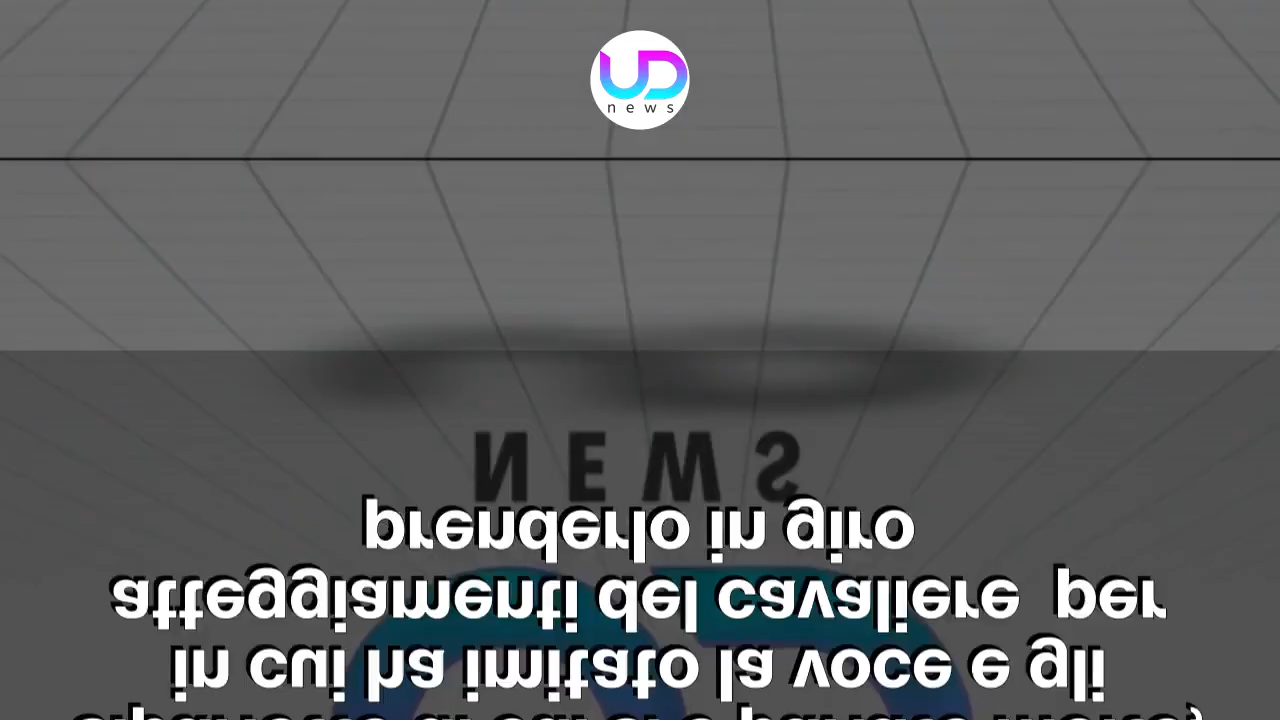 UD
news
in cui ha imitato la voce e gli
atteggiamenti del cavaliere per
prenderlo in giro
NEWS